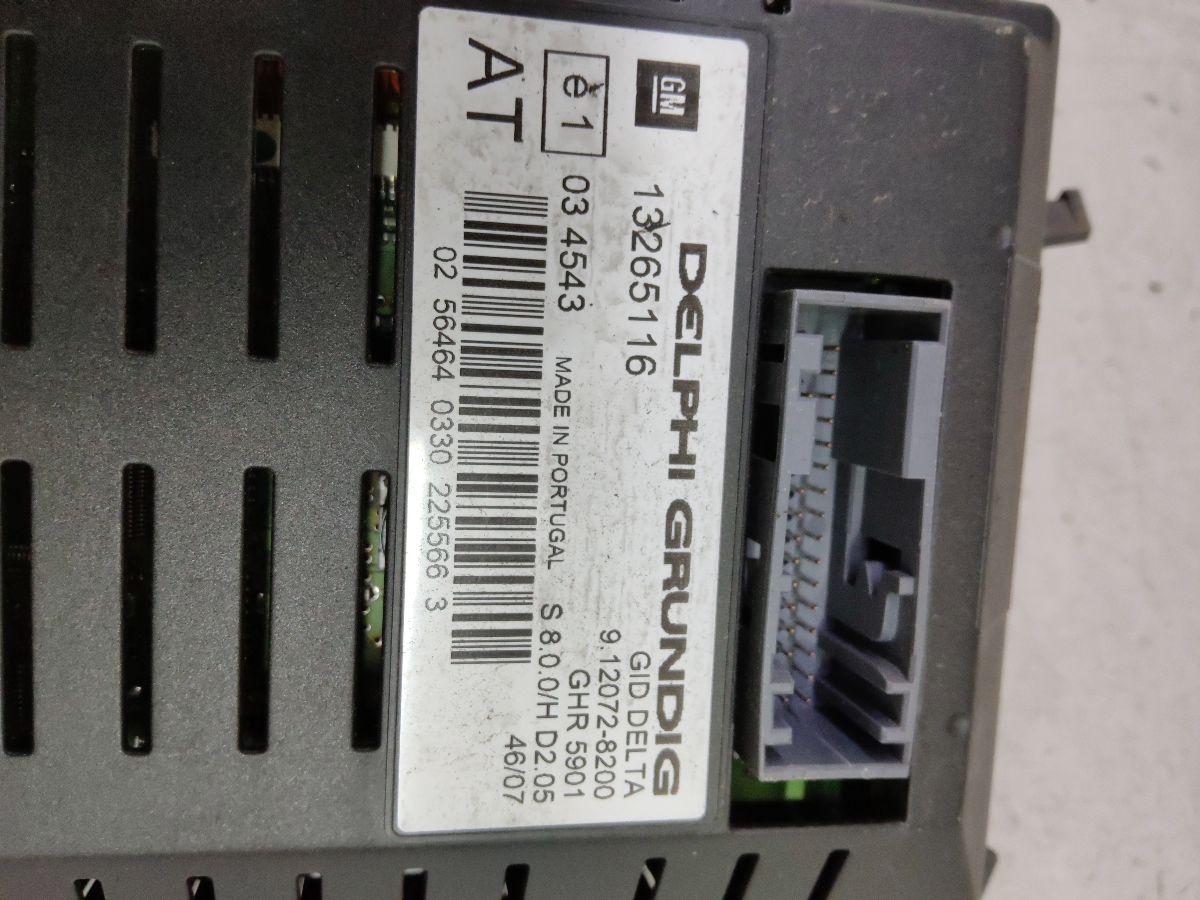 GM
DELPHI GRUNDIG
13265116
GID DELTA
9.12072-8200
e1
03 4543
MADE IN PORTUGAL
GHR 5901
S 8.0.0/H D2.05
46/07
AT
02 56464 0330 225566 3